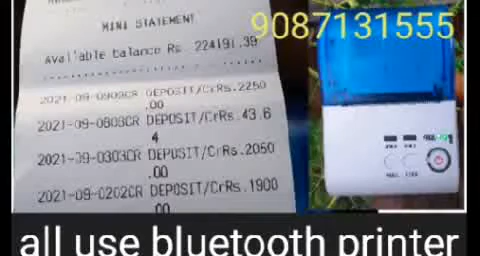 MINI STATEMENT
Available balance Rs. 224191.39
2021-09-0909CR DEPOSIT/CrRs.2250
.00
2021-09-0808CR DEPOSIT/CrRs.43.6
4
2021-09-0303CR DEPOSIT/CrRs.2050
.00
2021-09-0202CR DEPOSIT/CrRs.1900
.00
9087131555
all use bluetooth printer